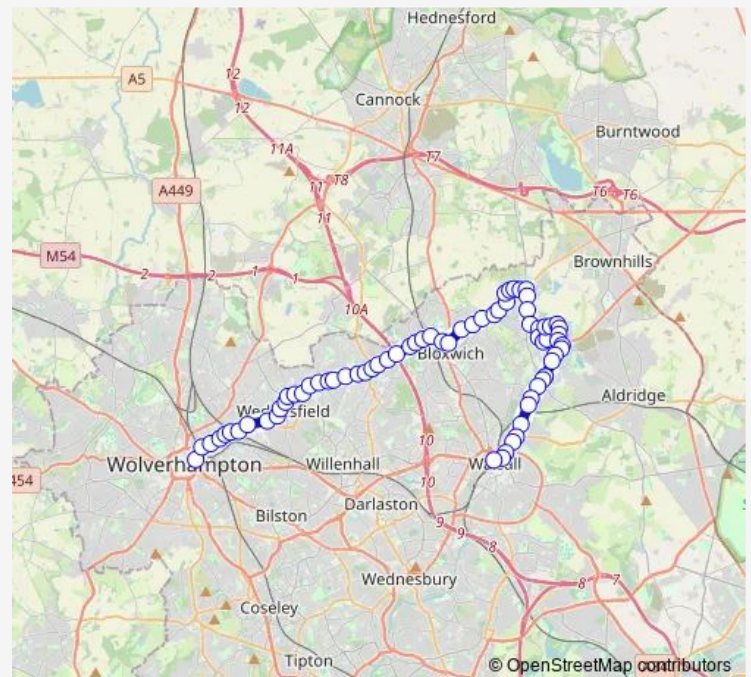 Hednesford
12
A5
12
Cannock
Burntwood
11A
T7
11
T8
T6
T6
A449
11
M54
2
2
1
1
Brownhills
10A
Bloxwich
Aldridge
Wednesfield
10
Wolverhampton
Willenhall
Walsall
454
10
Darlaston
Bilston
9
9
8
Wednesbury
8
7
Coseley
Tipton
© OpenStreetMap contributors